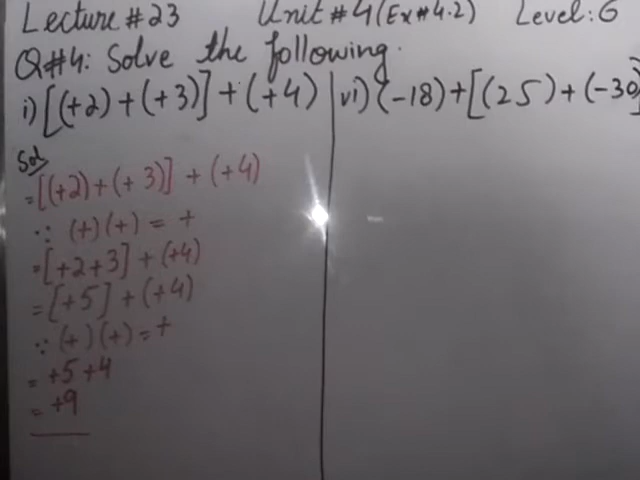 Lecture #23 Unit #4(Ex#4.2) Level:6
Q#4: Solve the following.
i) [(+2)+(+3)]+(+4)
vi) (-18)+[(25)+(-30)]
Sol
=[(+2)+(+3)]+(+4)
∵ (+)(+) = +
=[+2+3]+(+4)
=[+5]+(+4)
∵ (+)(+)=+
= +5+4
= +9